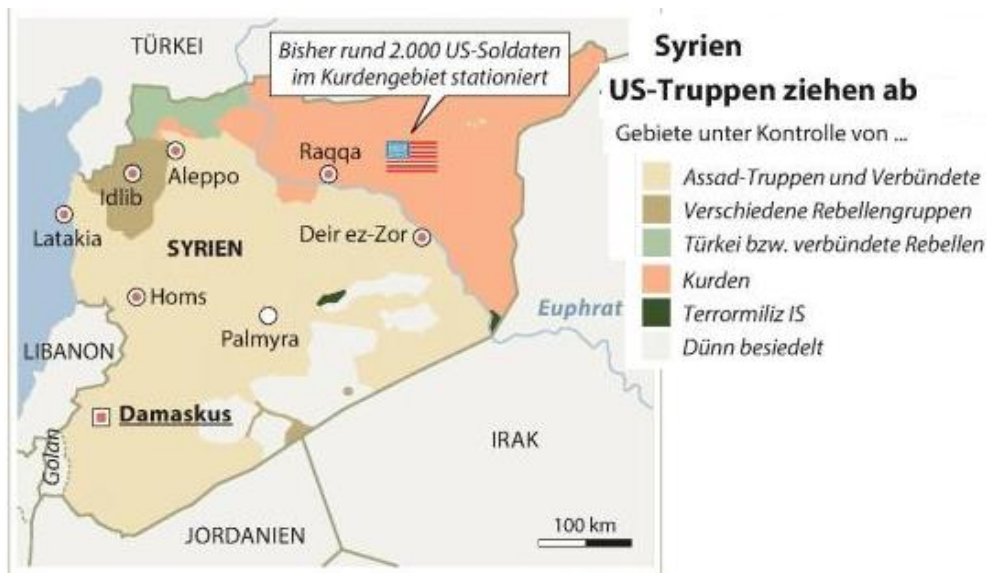 TÜRKEI
Bisher rund 2.000 US-Soldaten
im Kurdengebiet stationiert
Syrien
US-Truppen ziehen ab
Gebiete unter Kontrolle von ...
Assad-Truppen und Verbündete
Verschiedene Rebellengruppen
Türkei bzw. verbündete Rebellen
Kurden
Terrormiliz IS
Dünn besiedelt
Aleppo
Raqqa
Idlib
Latakia
SYRIEN
Deir ez-Zor
Homs
Euphrat
Palmyra
LIBANON
Damaskus
Golan
IRAK
JORDANIEN
100 km